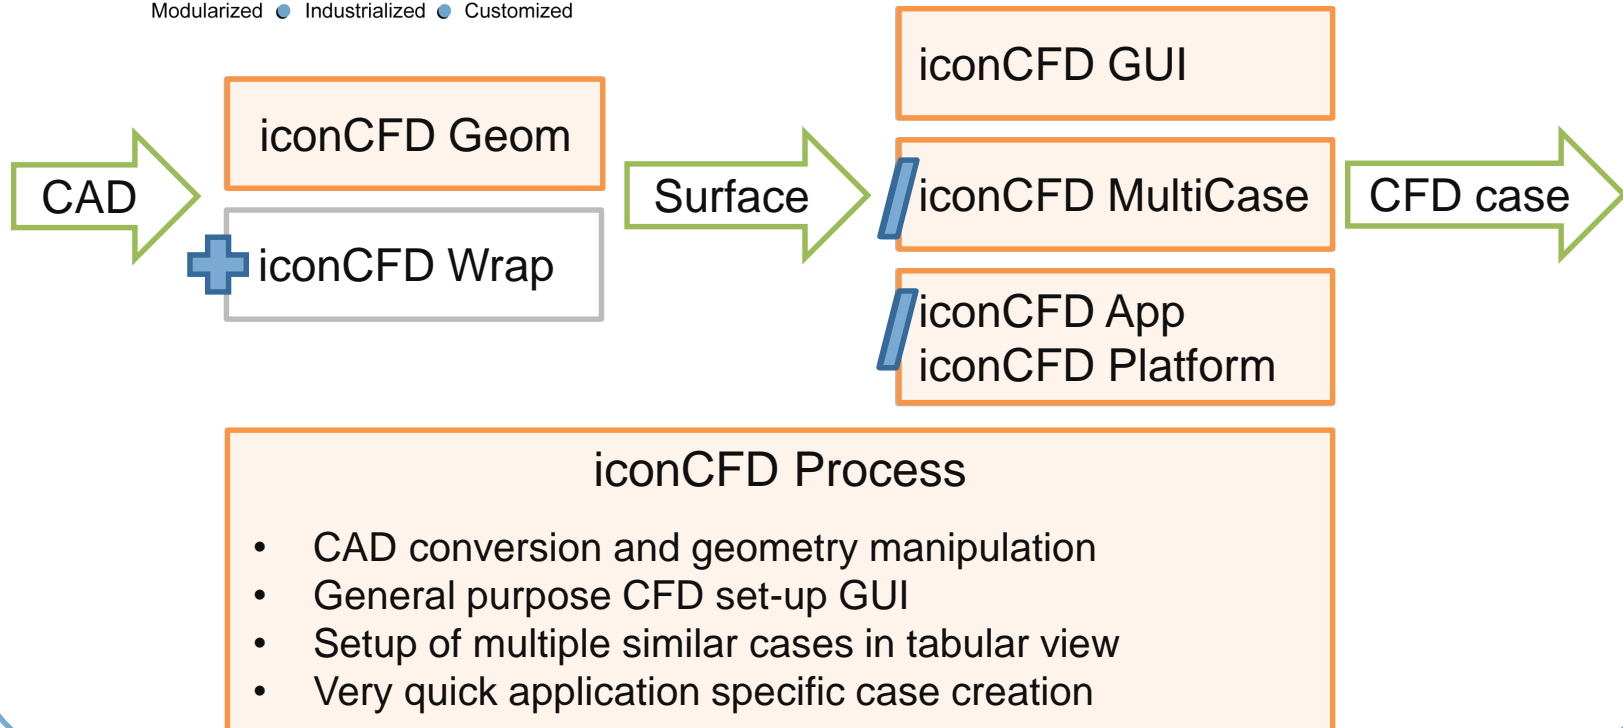 Modularized ● Industrialized ● Customized
CAD
iconCFD Geom
iconCFD Wrap
Surface
iconCFD GUI
iconCFD MultiCase
iconCFD App
iconCFD Platform
CFD case
iconCFD Process
• CAD conversion and geometry manipulation
• General purpose CFD set-up GUI
• Setup of multiple similar cases in tabular view
• Very quick application specific case creation